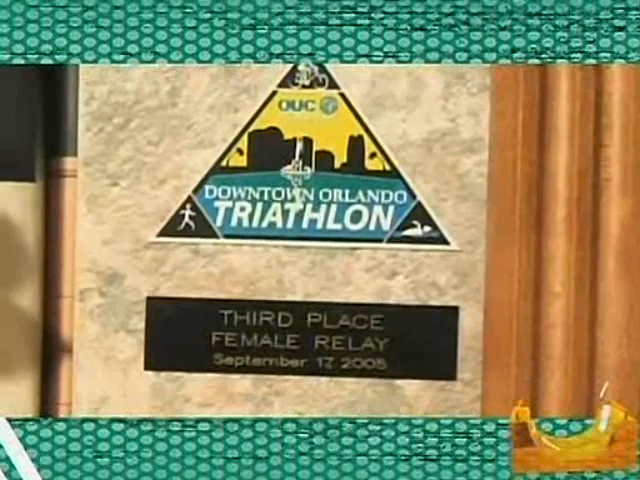 OUC
DOWNTOWN ORLANDO
TRIATHLON
THIRD PLACE
FEMALE RELAY
September 17, 2005